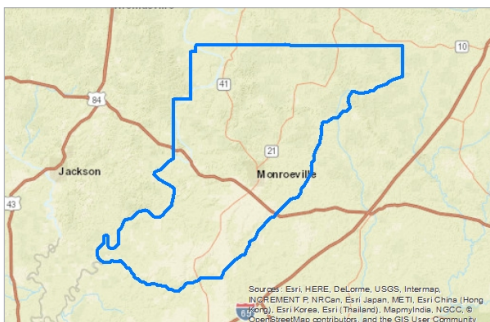 10
41
84
21
Jackson
Monroeville
43
Sources: Esri, HERE, DeLorme, USGS, Intermap,
INCREMENT P, NRCan, Esri Japan, METI, Esri China (Hong
Kong), Esri Korea, Esri (Thailand), MapmyIndia, NGCC, ©
OpenStreetMap contributors, and the GIS User Community
65